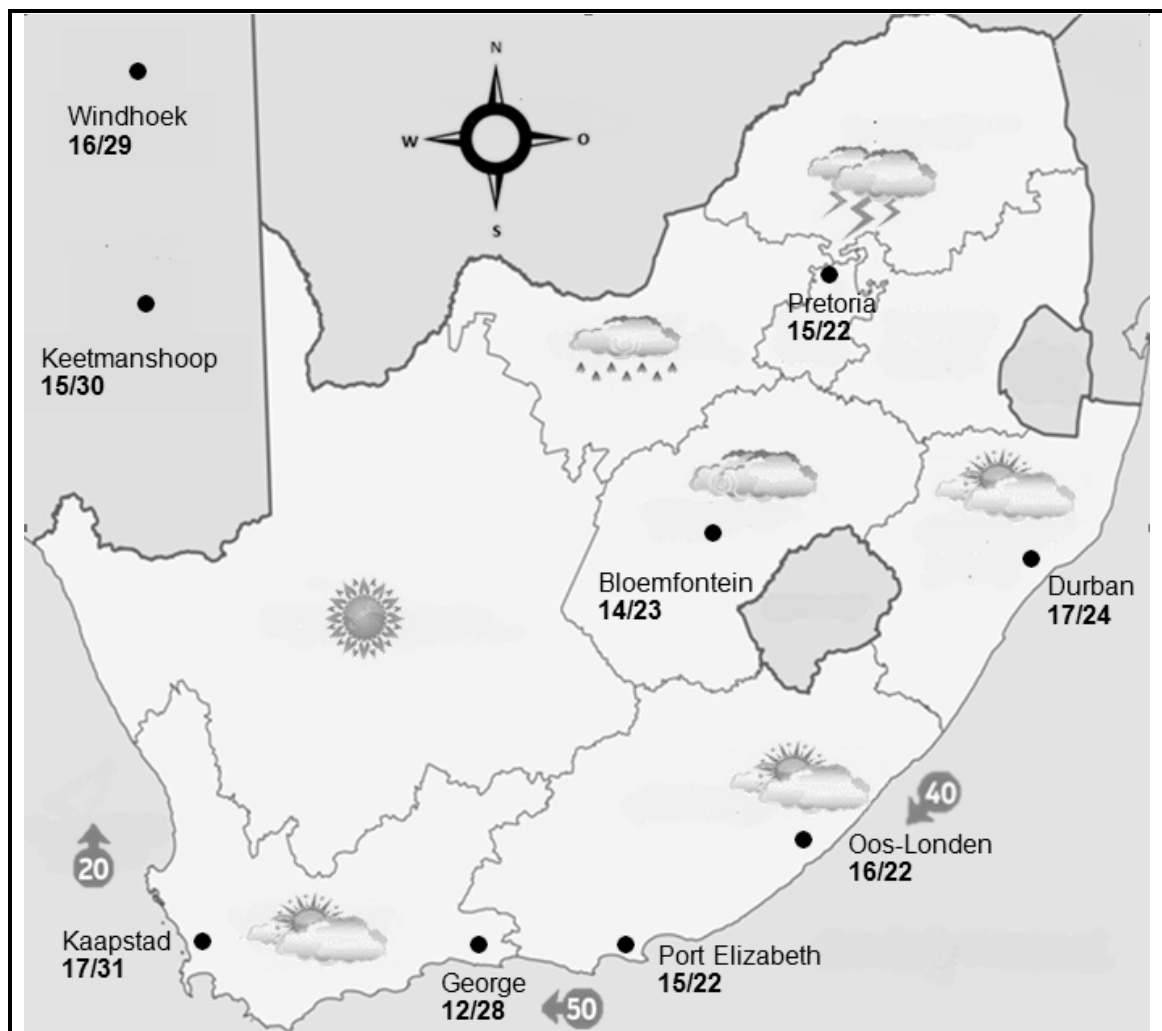 N
W
O
S
Windhoek
16/29
Keetmanshoop
15/30
Pretoria
15/22
Bloemfontein
14/23
Durban
17/24
40
Oos-Londen
16/22
20
Kaapstad
17/31
George
12/28
50
Port Elizabeth
15/22